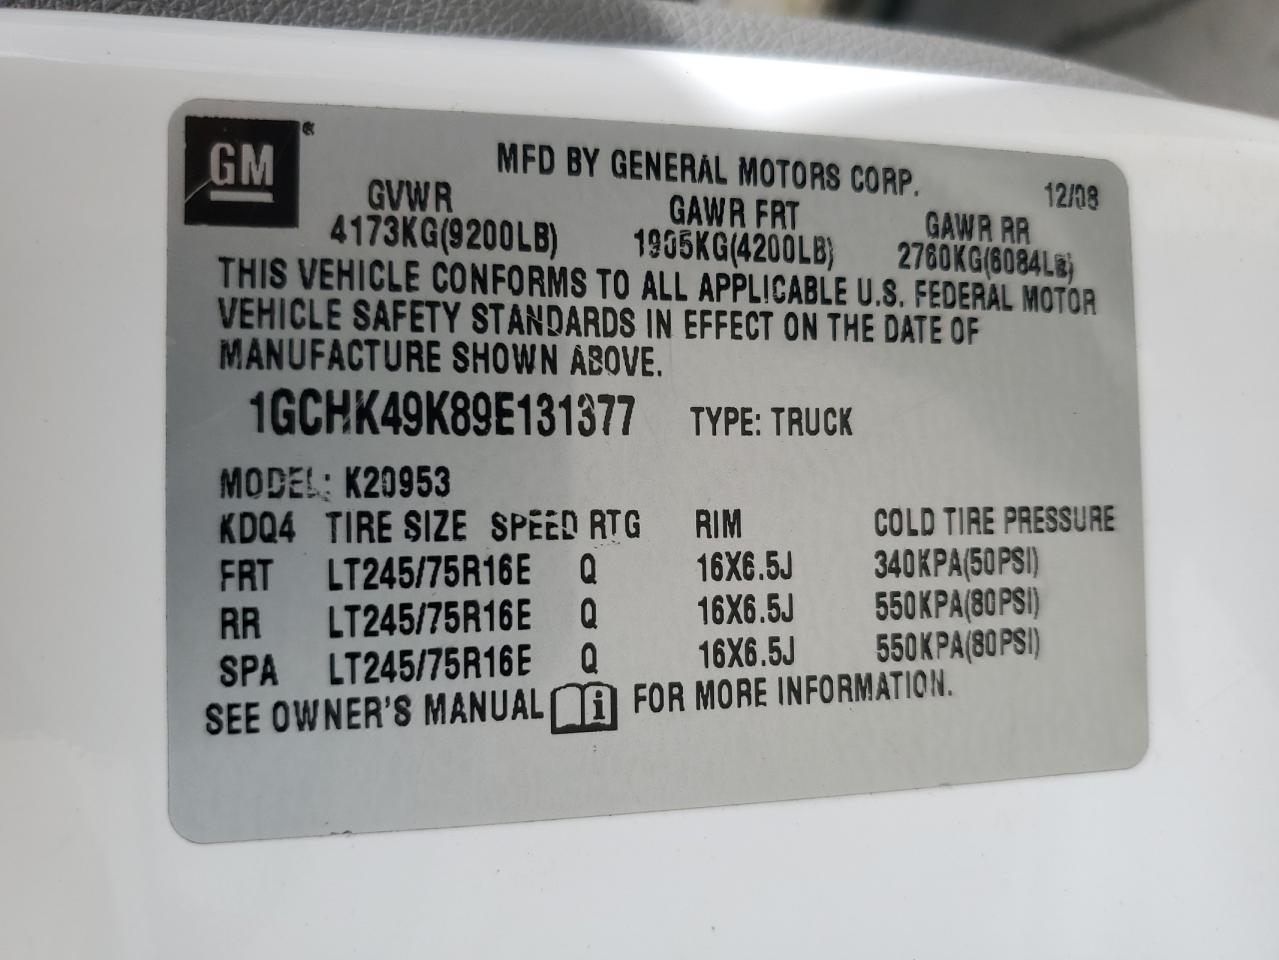 GM ®
MFD BY GENERAL MOTORS CORP.
12/08
GVWR GAWR FRT GAWR RR
4173KG(9200LB) 1905KG(4200LB) 2760KG(6084LB)
THIS VEHICLE CONFORMS TO ALL APPLICABLE U.S. FEDERAL MOTOR
VEHICLE SAFETY STANDARDS IN EFFECT ON THE DATE OF
MANUFACTURE SHOWN ABOVE.
1GCHK49K89E131377 TYPE: TRUCK
MODEL: K20953
KDQ4 TIRE SIZE SPEED RTG RIM COLD TIRE PRESSURE
FRT LT245/75R16E Q 16X6.5J 340KPA(50PSI)
RR LT245/75R16E Q 16X6.5J 550KPA(80PSI)
SPA LT245/75R16E Q 16X6.5J 550KPA(80PSI)
SEE OWNER'S MANUAL i FOR MORE INFORMATION.